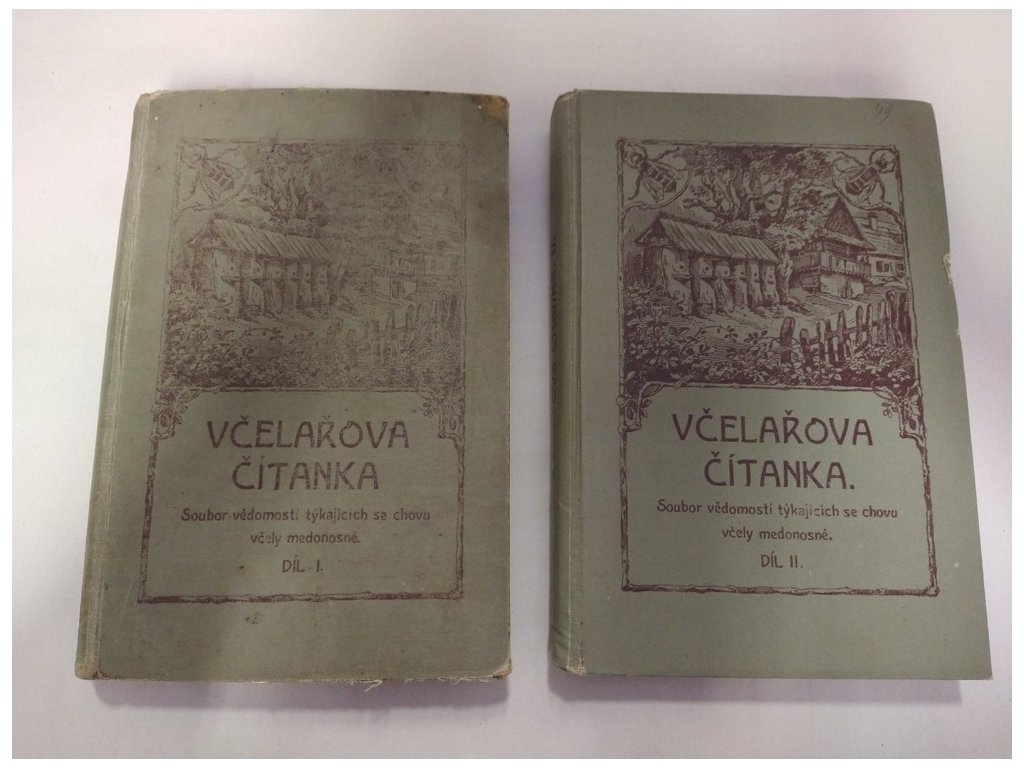 VČELAŘOVA
ČÍTANKA
Soubor vědomostí týkajících se chovu
včely medonosné.
DÍL I.
49
VČELAŘOVA
ČÍTANKA.
Soubor vědomostí týkajících se chovu
včely medonosné.
DÍL II.